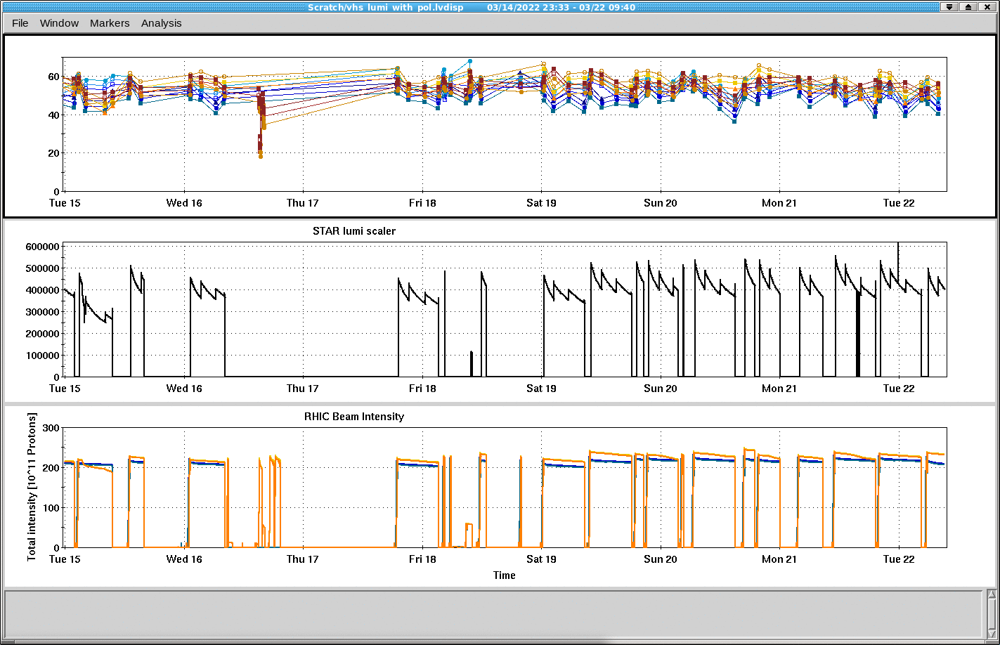 Scratch/vhs_lumi_with_pol.lvdisp 03/14/2022 23:33 - 03/22 09:40
File Window Markers Analysis
60
40
20
0
Tue 15 Wed 16 Thu 17 Fri 18 Sat 19 Sun 20 Mon 21 Tue 22
STAR lumi scaler
600000
500000
400000
300000
200000
100000
0
Tue 15 Wed 16 Thu 17 Fri 18 Sat 19 Sun 20 Mon 21 Tue 22
RHIC Beam Intensity
Total intensity [10^11 Protons]
300
200
100
0
Tue 15 Wed 16 Thu 17 Fri 18 Sat 19 Sun 20 Mon 21 Tue 22
Time